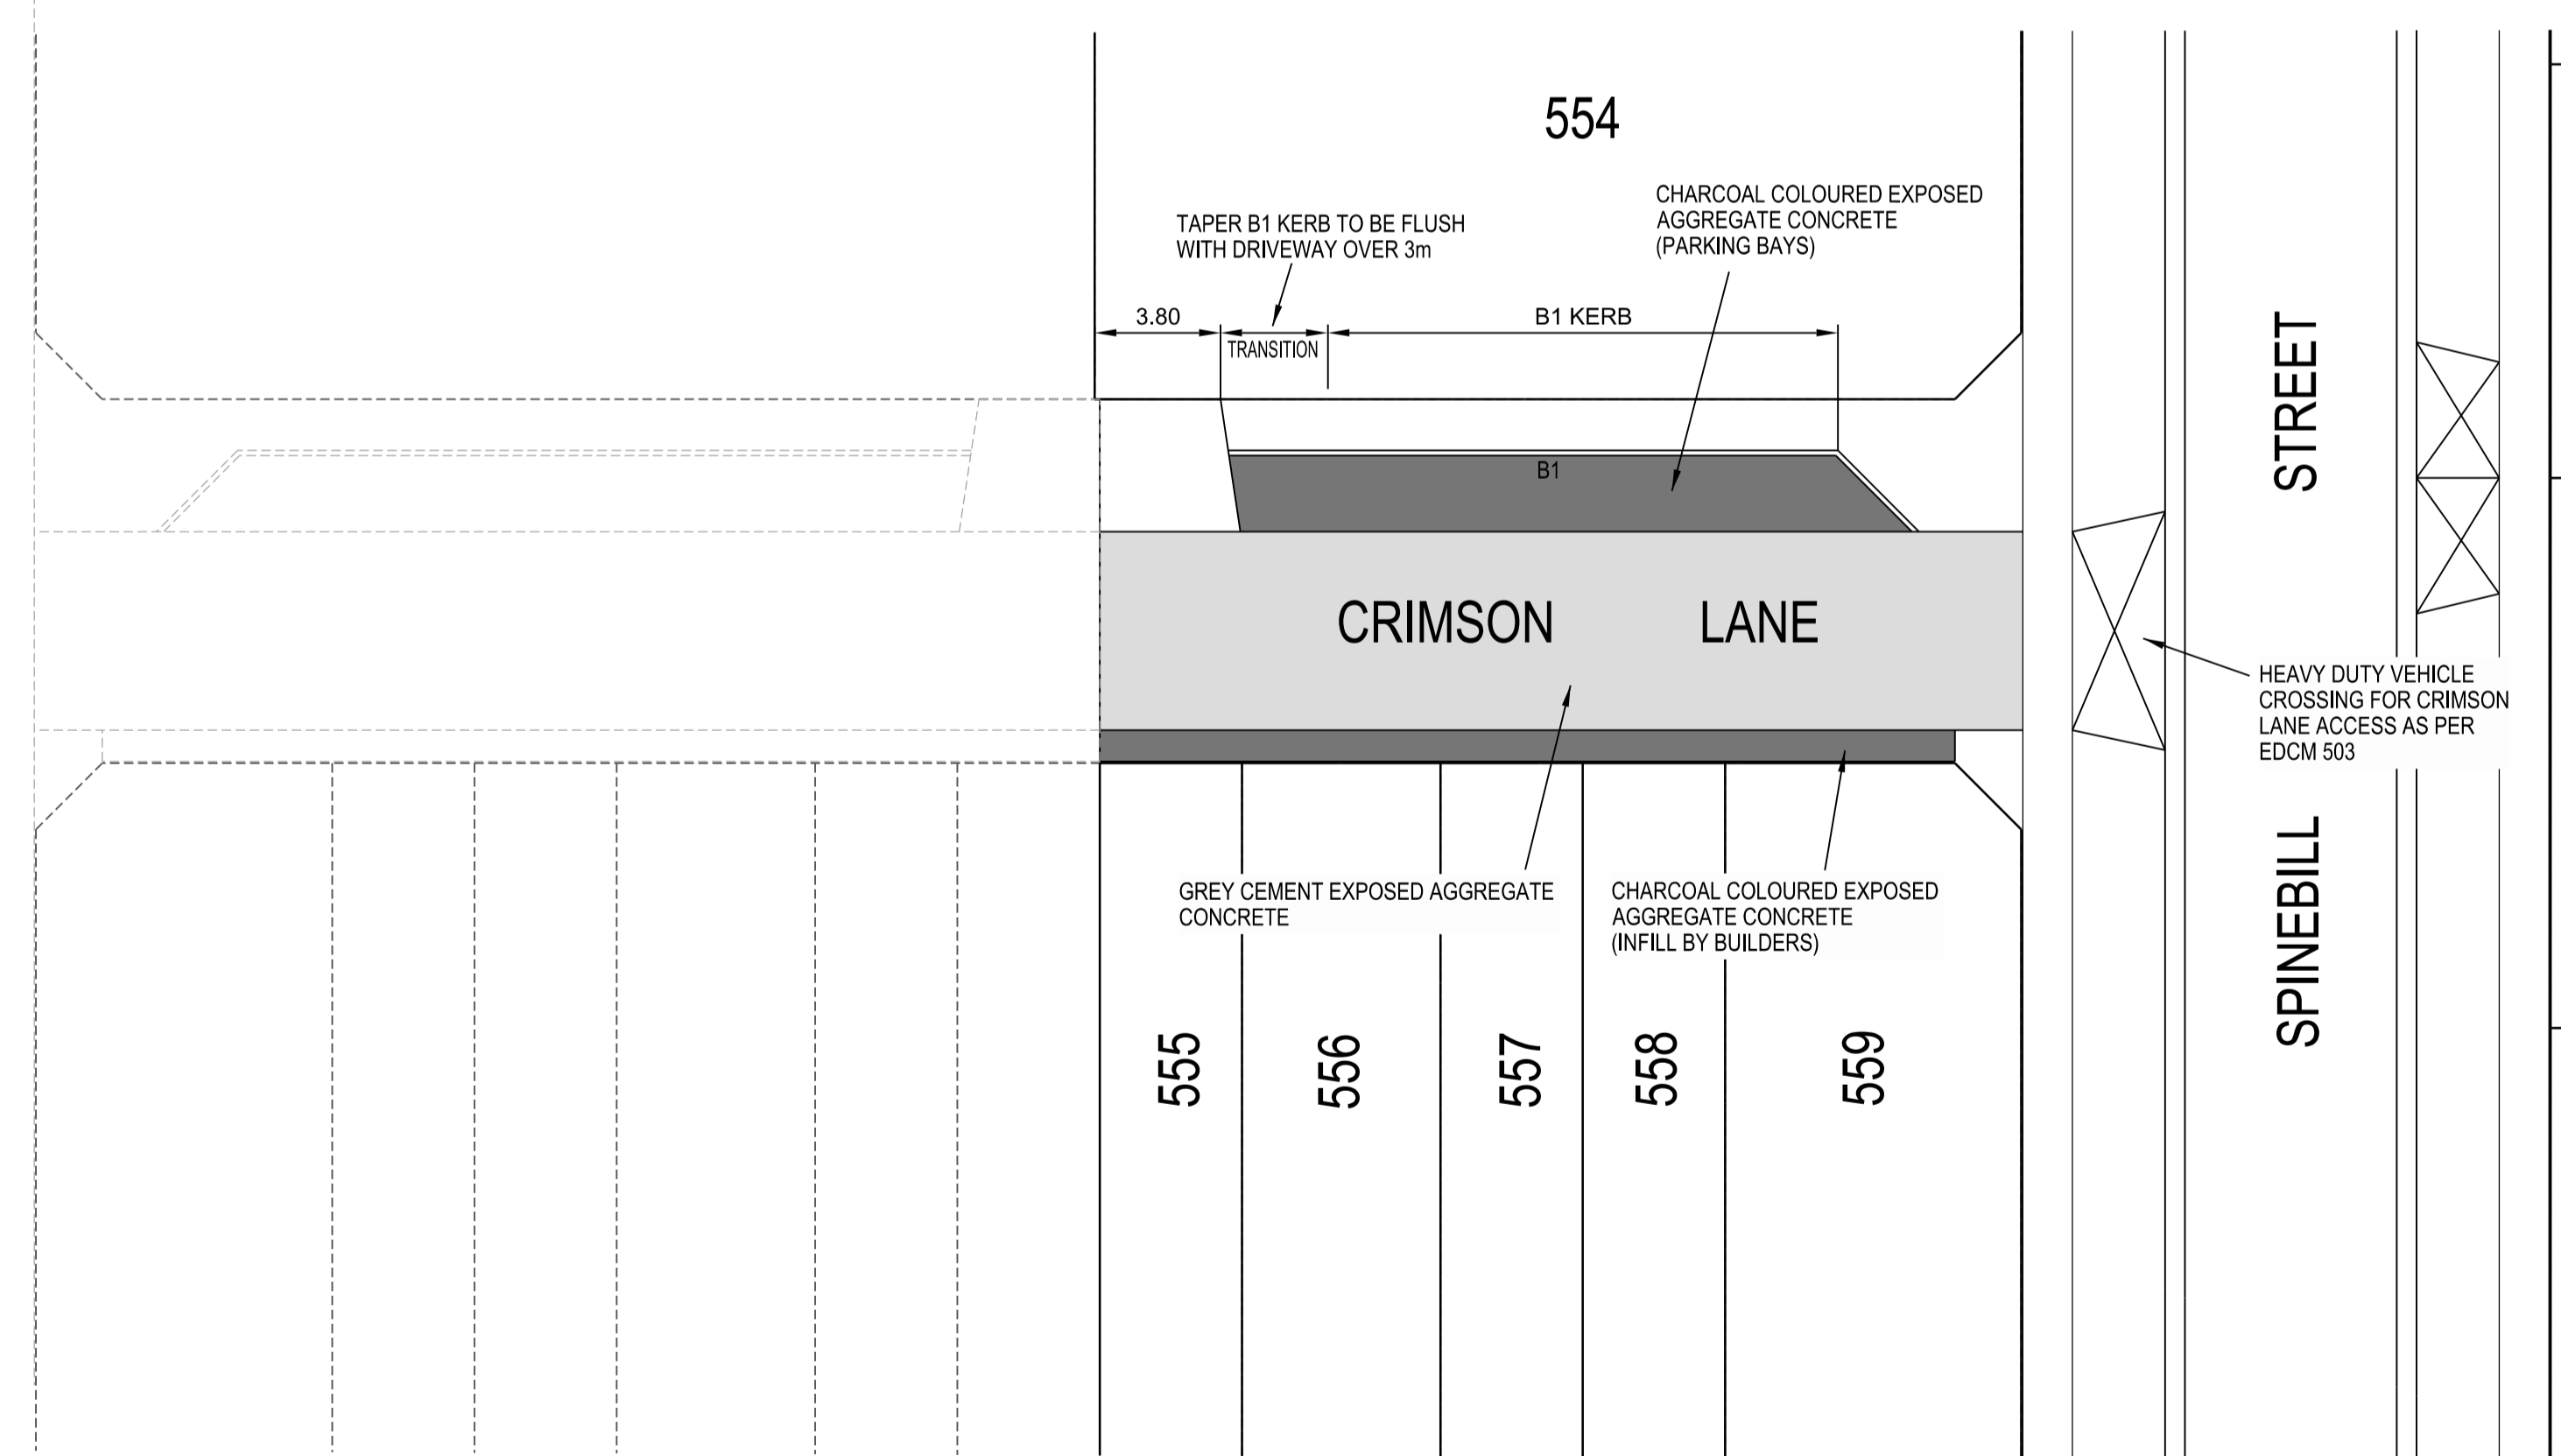 554
CHARCOAL COLOURED EXPOSED
AGGREGATE CONCRETE
(PARKING BAYS)
TAPER B1 KERB TO BE FLUSH
WITH DRIVEWAY OVER 3m
3.80
TRANSITION
B1 KERB
B1
CRIMSON LANE
SPINEBILL STREET
HEAVY DUTY VEHICLE
CROSSING FOR CRIMSON
LANE ACCESS AS PER
EDCM 503
GREY CEMENT EXPOSED AGGREGATE
CONCRETE
CHARCOAL COLOURED EXPOSED
AGGREGATE CONCRETE
(INFILL BY BUILDERS)
555
556
557
558
559